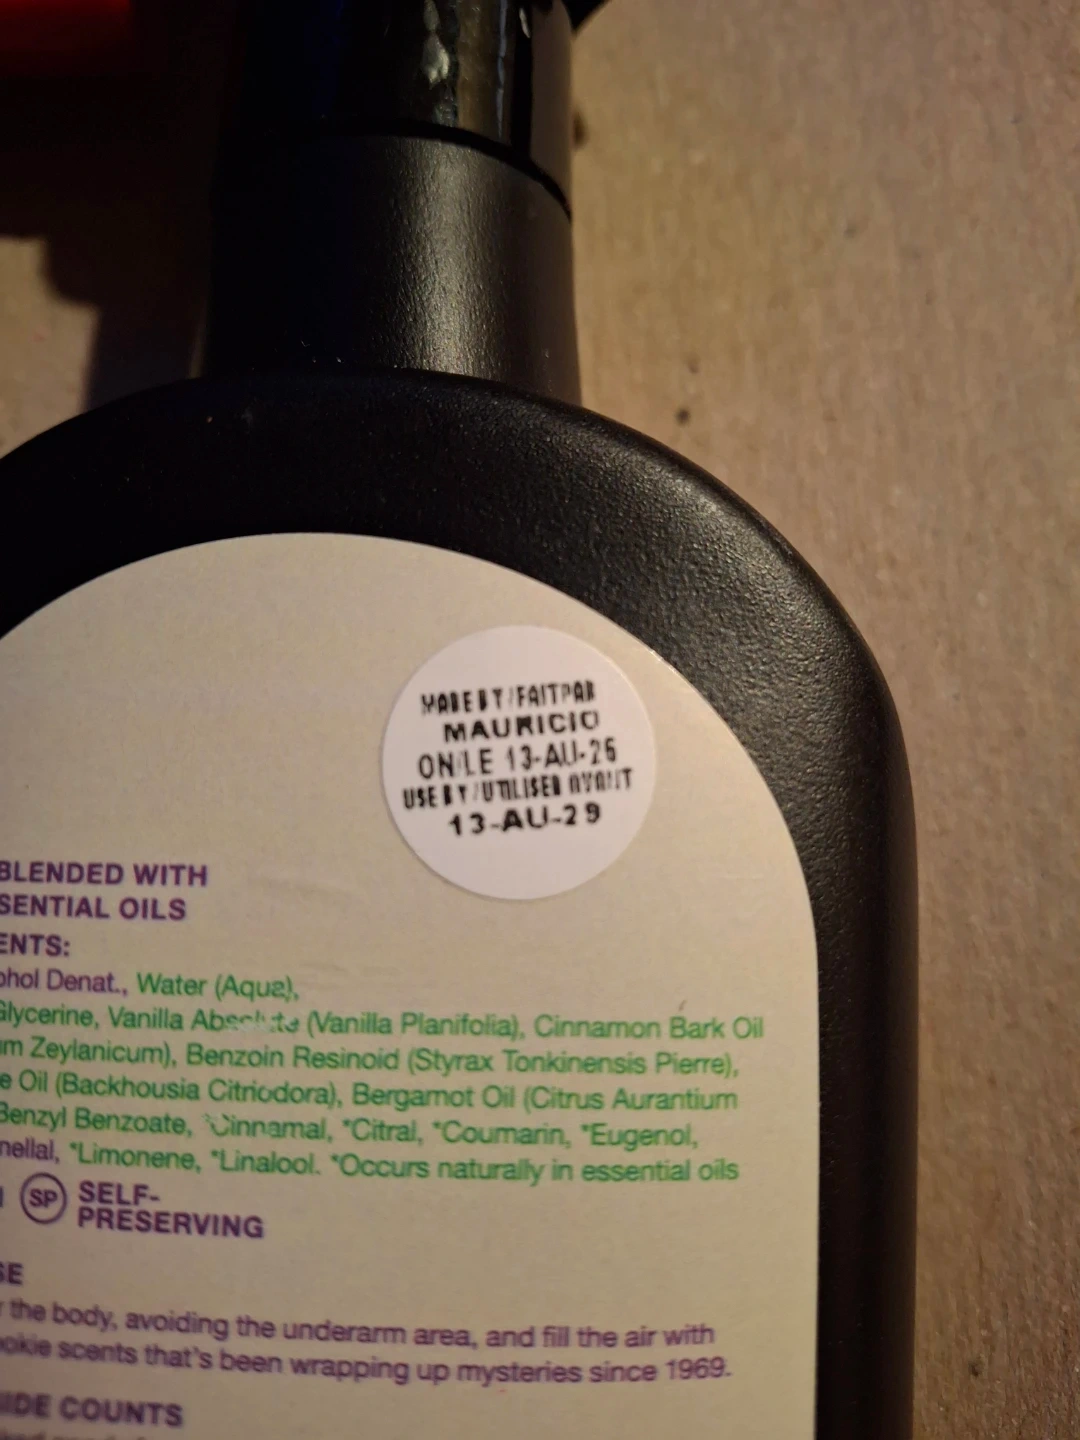 MADE BY/FAIT PAR
MAURICIO
ON/LE 13-AU-26
USE BY/UTILISER AVANT
13-AU-29
BLENDED WITH
SENTIAL OILS
ENTS:
ohol Denat., Water (Aqua),
Glycerine, Vanilla Absolute (Vanilla Planifolia), Cinnamon Bark Oil
um Zeylanicum), Benzoin Resinoid (Styrax Tonkinensis Pierre),
e Oil (Backhousia Citriodora), Bergamot Oil (Citrus Aurantium
Benzyl Benzoate, *Cinnamal, *Citral, *Coumarin, *Eugenol,
nellal, *Limonene, *Linalool. *Occurs naturally in essential oils
SP SELF-
PRESERVING
SE
r the body, avoiding the underarm area, and fill the air with
ookie scents that's been wrapping up mysteries since 1969.
SIDE COUNTS